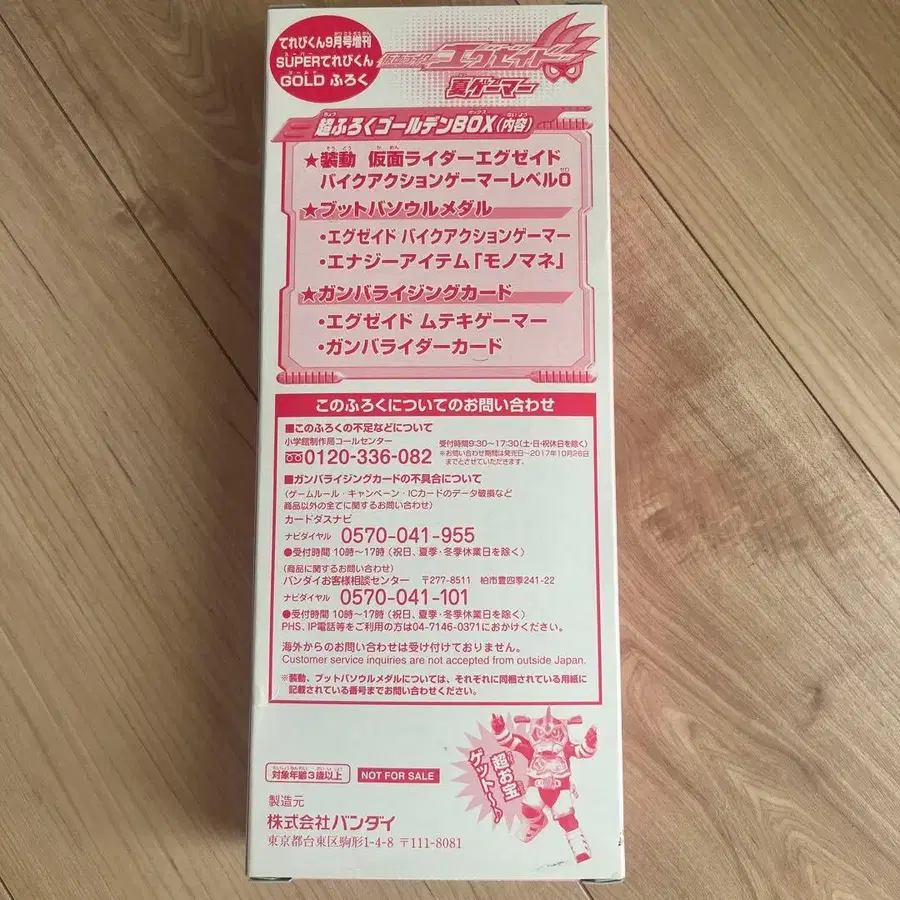 てれびくん9月号増刊
SUPERてれびくん
GOLD ふろく
仮面ライダー エグゼイド
真ゲーマー
超ふろくゴールデンBOX(内容)
★装動 仮面ライダーエグゼイド
バイクアクションゲーマーレベル0
★ブットバソウルメダル
・エグゼイド バイクアクションゲーマー
・エナジーアイテム「モノマネ」
★ガンバライジングカード
・エグゼイド ムテキゲーマー
・ガンバライダーカード
このふろくについてのお問い合わせ
■このふろくの不足などについて
小学館制作局コールセンター
0120-336-082
受付時間9:30〜17:30(土・日・祝休日を除く)
※お問い合わせ期間は発売日〜2017年10月26日
までとさせていただきます。
■ガンバライジングカードの不具合について
(ゲームルール・キャンペーン・ICカードのデータ破損など
商品以外の全てに関するお問い合わせ)
カードダスナビ
ナビダイヤル 0570-041-955
●受付時間 10時〜17時(祝日、夏季・冬季休業日を除く)
(商品に関するお問い合わせ)
バンダイお客様相談センター 〒277-8511 柏市豊四季241-22
ナビダイヤル 0570-041-101
●受付時間 10時〜17時(祝日、夏季・冬季休業日を除く)
PHS、IP電話等をご利用の方は04-7146-0371におかけください。
海外からのお問い合わせは受け付けておりません。
Customer service inquiries are not accepted from outside Japan.
※装動、ブットバソウルメダルについては、それぞれに同梱されている用紙に
記載されている番号までお問い合わせください。
超お宝
ゲット〜〜っ
対象年齢3歳以上
NOT FOR SALE
製造元
株式会社バンダイ
東京都台東区駒形1-4-8 〒111-8081